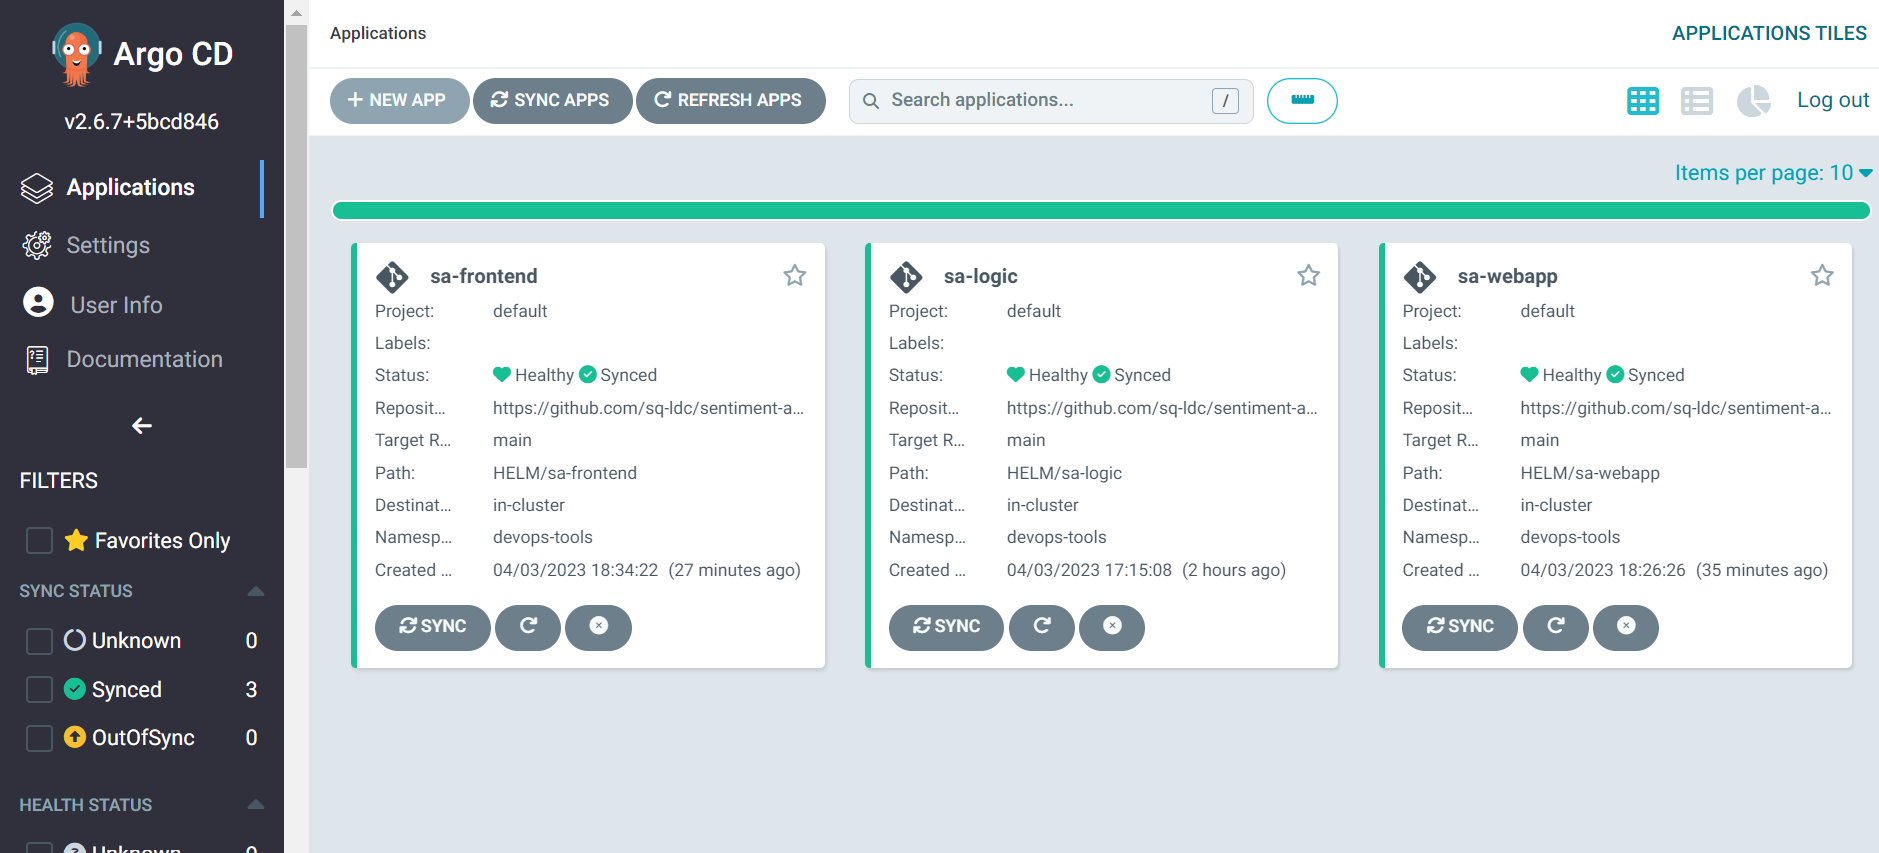 Argo CD
v2.6.7+5bcd846
Applications
Settings
User Info
Documentation
FILTERS
Favorites Only
SYNC STATUS
Unknown 0
Synced 3
OutOfSync 0
HEALTH STATUS
Unknown 0
Applications
APPLICATIONS TILES
+ NEW APP
SYNC APPS
REFRESH APPS
Search applications...
/
Log out
Items per page: 10
sa-frontend
Project: default
Labels:
Status: Healthy Synced
Reposit... https://github.com/sq-ldc/sentiment-a...
Target R... main
Path: HELM/sa-frontend
Destinat... in-cluster
Namesp... devops-tools
Created ... 04/03/2023 18:34:22 (27 minutes ago)
SYNC
sa-logic
Project: default
Labels:
Status: Healthy Synced
Reposit... https://github.com/sq-ldc/sentiment-a...
Target R... main
Path: HELM/sa-logic
Destinat... in-cluster
Namesp... devops-tools
Created ... 04/03/2023 17:15:08 (2 hours ago)
SYNC
sa-webapp
Project: default
Labels:
Status: Healthy Synced
Reposit... https://github.com/sq-ldc/sentiment-a...
Target R... main
Path: HELM/sa-webapp
Destinat... in-cluster
Namesp... devops-tools
Created ... 04/03/2023 18:26:26 (35 minutes ago)
SYNC